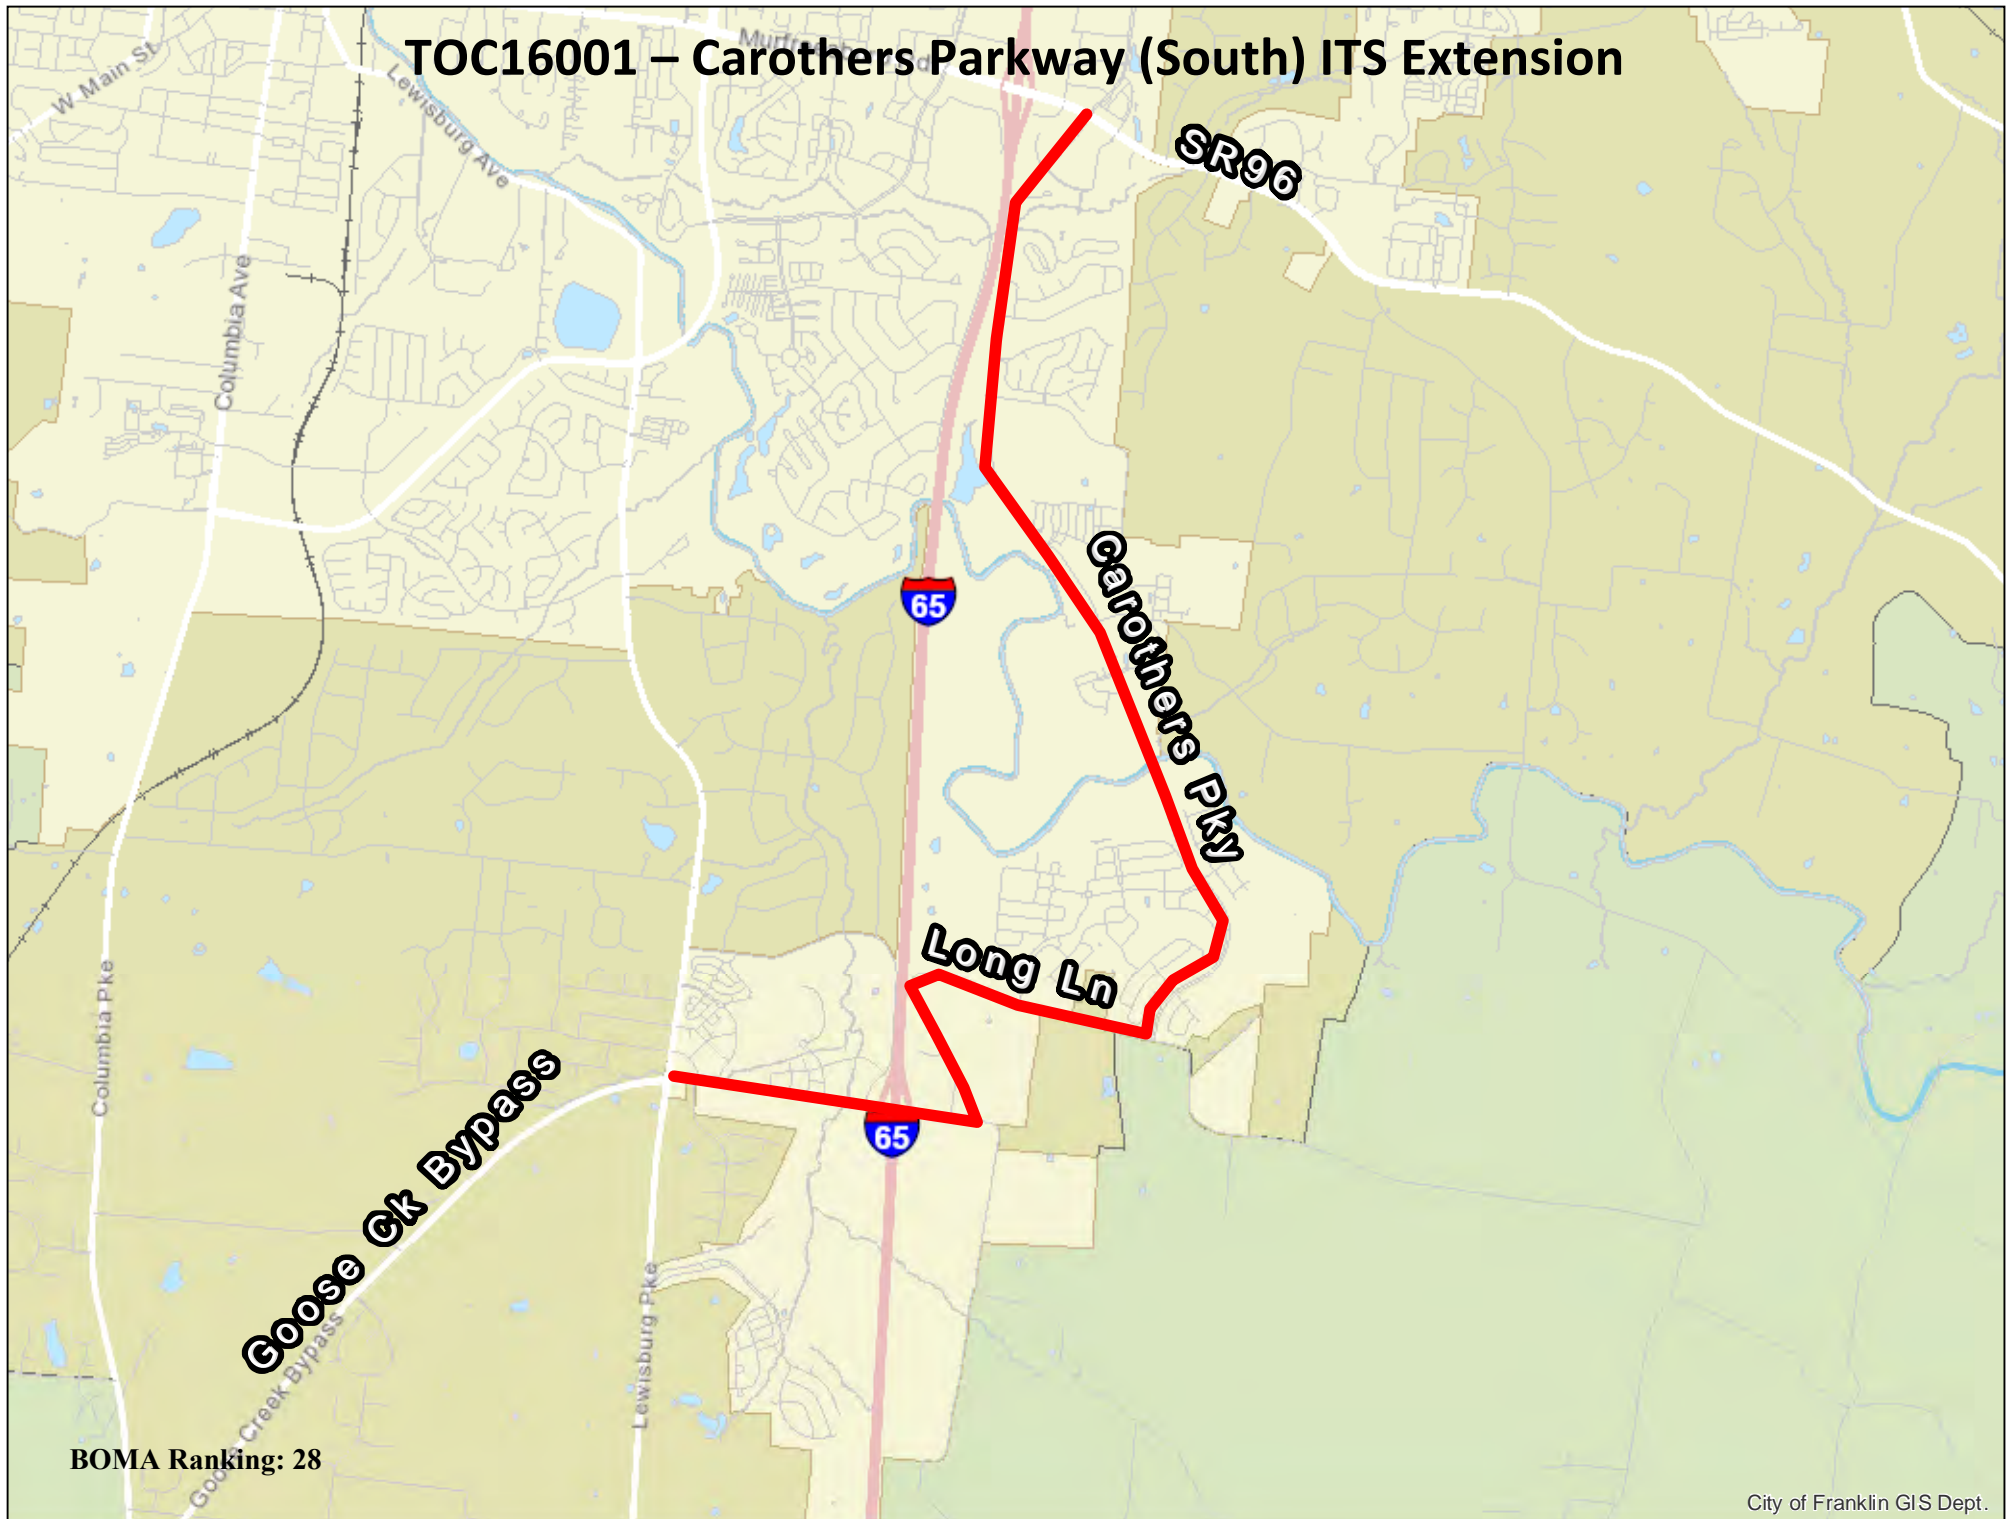 TOC16001 – Carothers Parkway (South) ITS Extension
W Main St
Lewisburg Ave
SR96
Columbia Ave
65
Carothers Pky
Long Ln
Columbia Pke
65
Goose Ck Bypass
Goose Creek Bypass
Lewisburg Pke
BOMA Ranking: 28
City of Franklin GIS Dept.